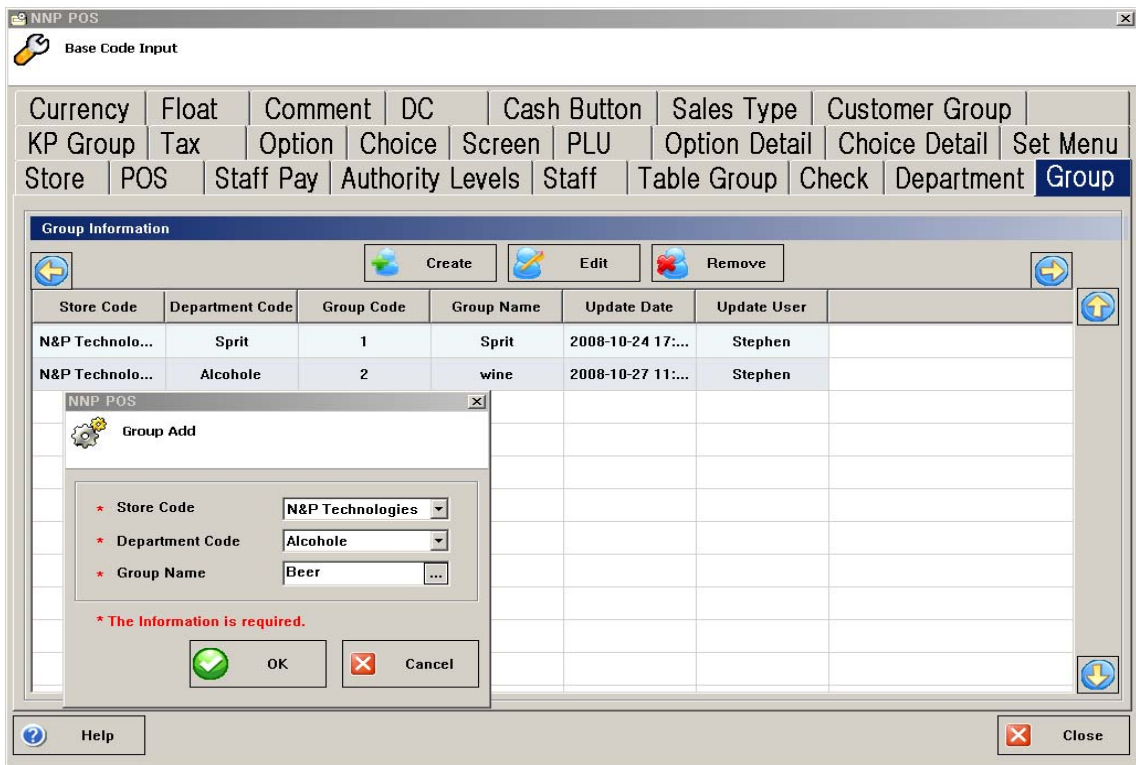 NNP POS
Base Code Input
Currency Float Comment DC Cash Button Sales Type Customer Group
KP Group Tax Option Choice Screen PLU Option Detail Choice Detail Set Menu
Store POS Staff Pay Authority Levels Staff Table Group Check Department Group
Group Information
Create Edit Remove
Store Code Department Code Group Code Group Name Update Date Update User
N&P Technolo... Sprit 1 Sprit 2008-10-24 17:... Stephen
N&P Technolo... Alcohole 2 wine 2008-10-27 11:... Stephen
NNP POS
Group Add
* Store Code N&P Technologies
* Department Code Alcohole
* Group Name Beer ...
* The Information is required.
OK Cancel
Help Close